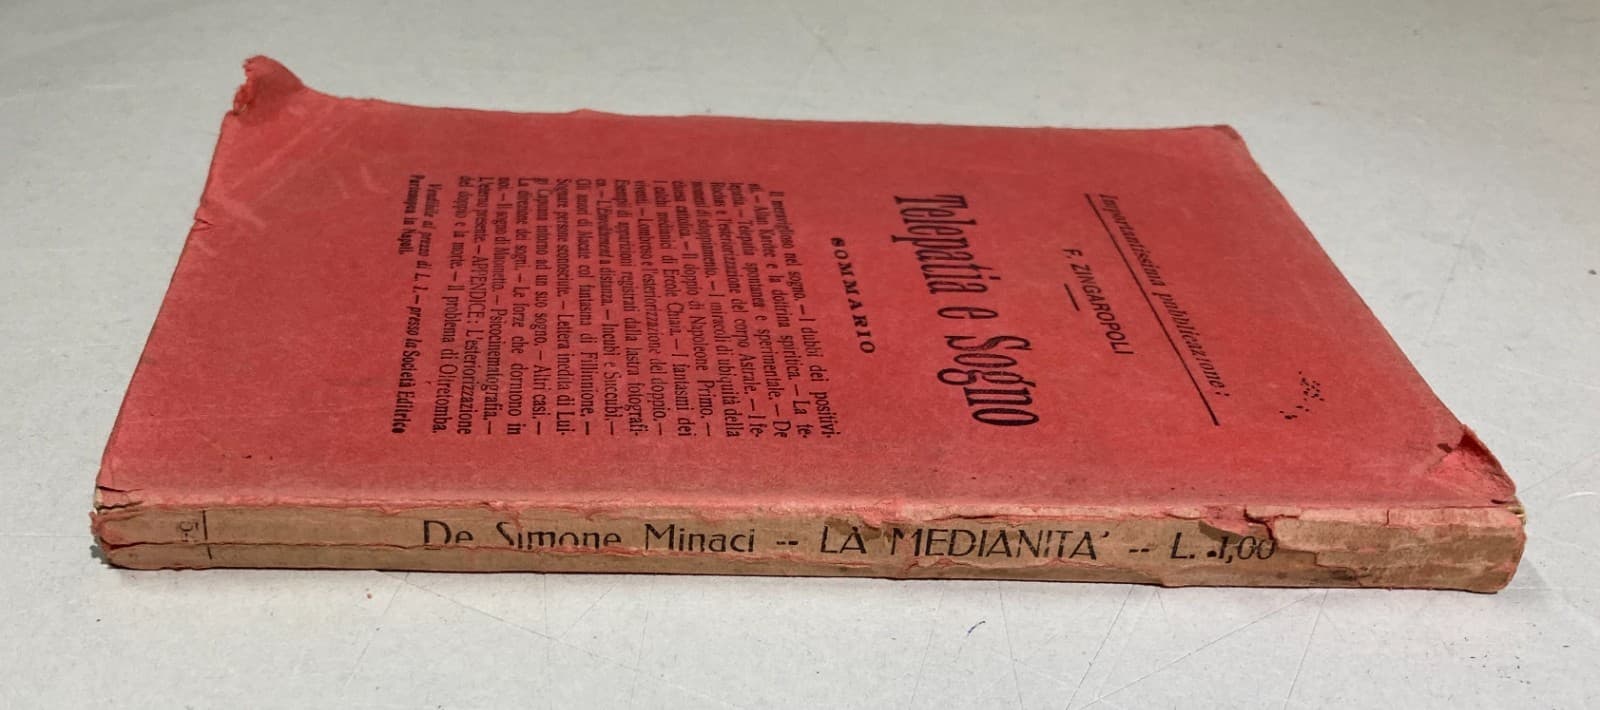 Importantissima pubblicazione:
F. ZINGAROPOLI
Telepatia e Sogno
SOMMARIO
Il meraviglioso nel sogno. — I dubbi dei positivi-
sti. — Allan Kardec e la dottrina spiritica. — La te-
lepatia. — Telepatia spontanea e sperimentale. — De
Rochas e l'esteriorizzazione del corpo Astrale. — I fe-
nomeni di sdoppiamento. — I miracoli di ubiquità della
chiesa cattolica. — Il doppio di Napoleone Primo. —
I calchi medianici di Ercole Chiaia. — I fantasmi dei
viventi. — Lombroso e l'esteriorizzazione del doppio. —
Esempi di apparizioni registrati dalla lastra fotografi-
ca. — L'Envoûtement a distanza. — Incubi e Succubi. —
Gli amori di Macate col fantasma di Fillinnione. —
Sognare persone sconosciute. — Lettera inedita di Lui-
gi Capuana intorno ad un suo sogno. — Altri casi. —
La direzione dei sogni. — Le forze che dormono in
noi. — Il sogno di Maometto. — Psicocinematografia. —
L'eterno presente. — APPENDICE: L'esteriorizzazione
del doppio e la morte. — Il problema di Oltretomba.
Vendibile al prezzo di L. 1 — presso la Società Editrice
Partenopea in Napoli.
De Simone Minaci -- LA MEDIANITA' -- L. 1,00